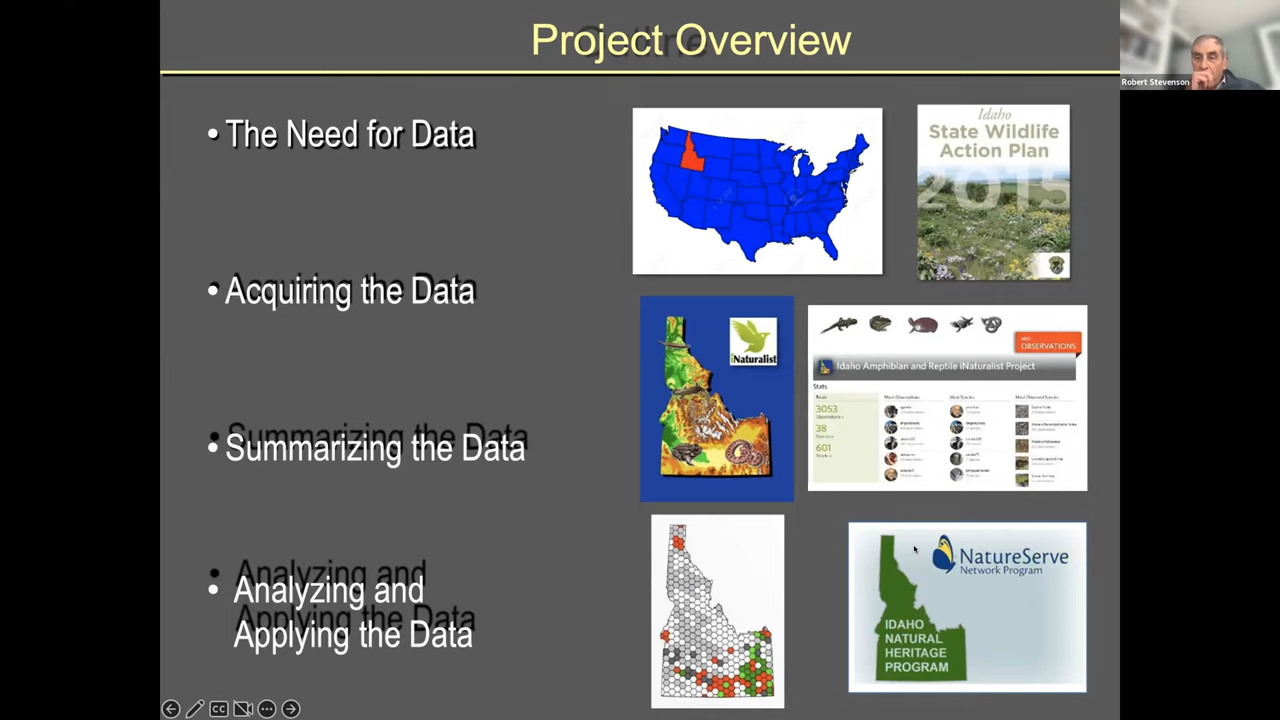 Project Overview
Robert Stevenson
• The Need for Data
Idaho
State Wildlife
Action Plan
2015
• Acquiring the Data
iNaturalist
OBSERVATIONS
Idaho Amphibian and Reptile iNaturalist Project
Stats
Totals
Most Observations
Most Species
Most Observed Species
3053
38
601
• Summarizing the Data
• Analyzing and
Applying the Data
NatureServe
Network Program
IDAHO
NATURAL
HERITAGE
PROGRAM
CC